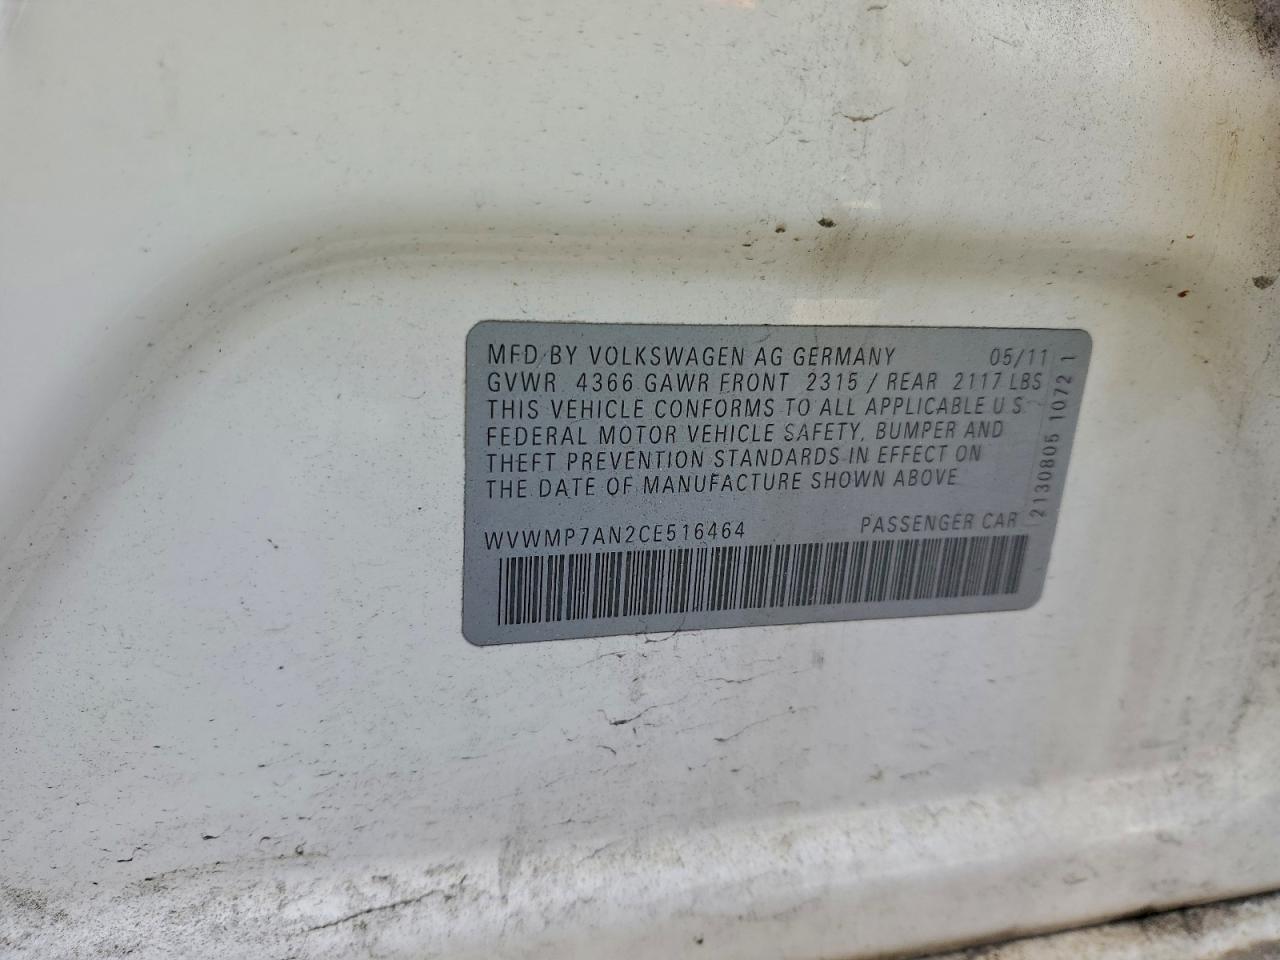 MFD BY VOLKSWAGEN AG GERMANY 05/11
GVWR 4366 GAWR FRONT 2315 / REAR 2117 LBS
THIS VEHICLE CONFORMS TO ALL APPLICABLE U S
FEDERAL MOTOR VEHICLE SAFETY, BUMPER AND
THEFT PREVENTION STANDARDS IN EFFECT ON
THE DATE OF MANUFACTURE SHOWN ABOVE
WVWMP7AN2CE516464 PASSENGER CAR
2130805 1072 1